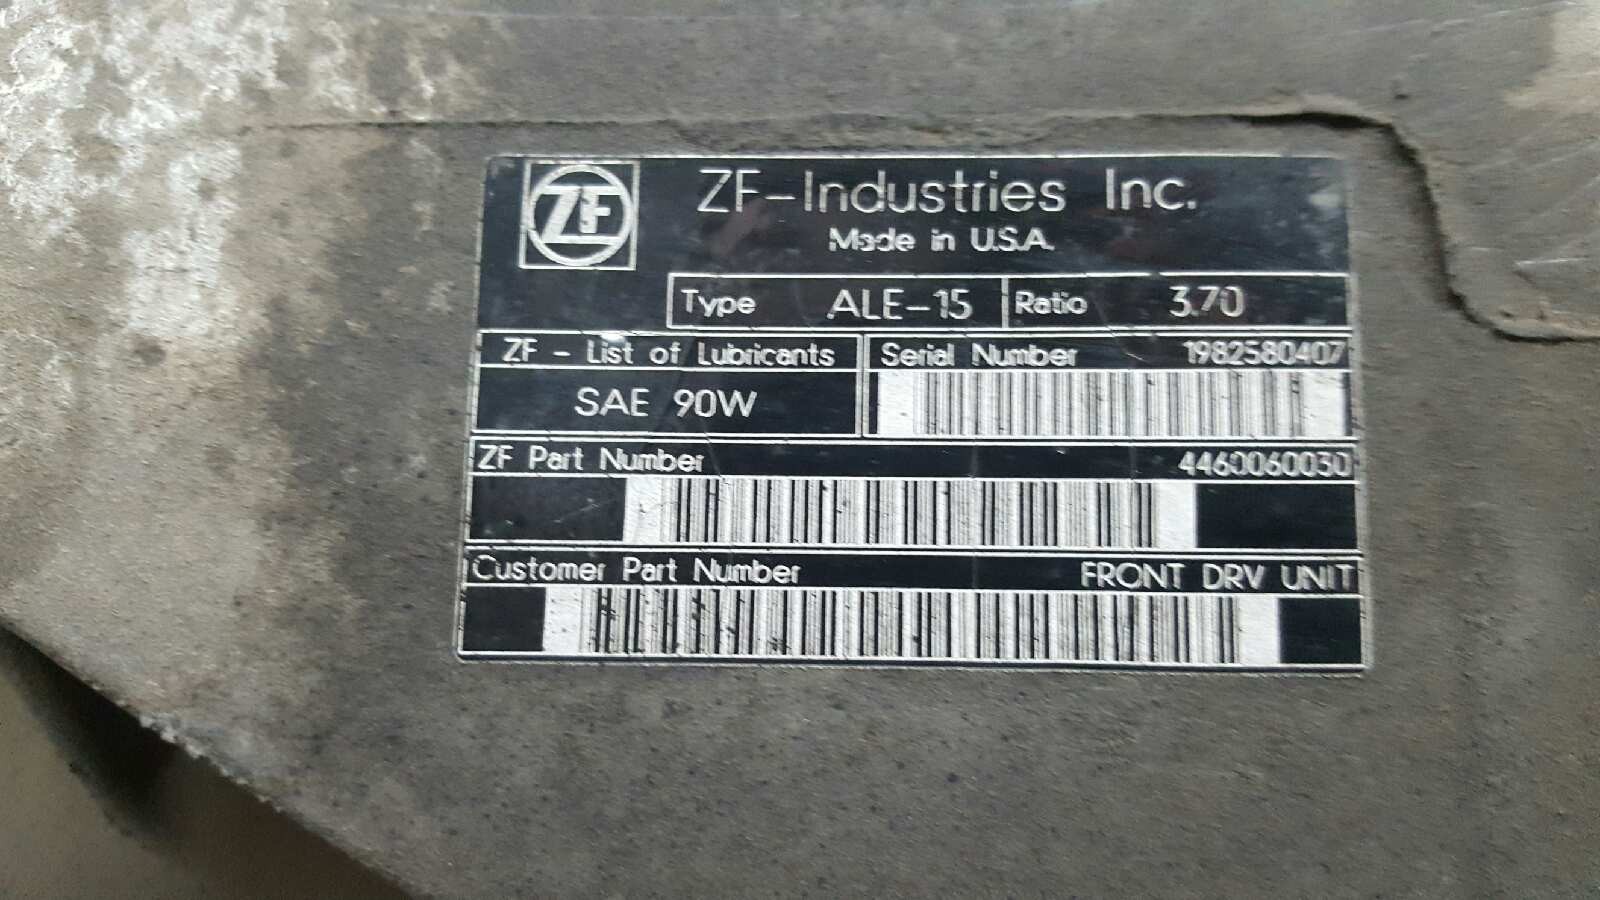 ZF
ZF-Industries Inc.
Made in U.S.A.
Type ALE-15 Ratio 3.70
ZF - List of Lubricants Serial Number 1982580407
SAE 90W
ZF Part Number 4460060030
Customer Part Number FRONT DRV UNIT